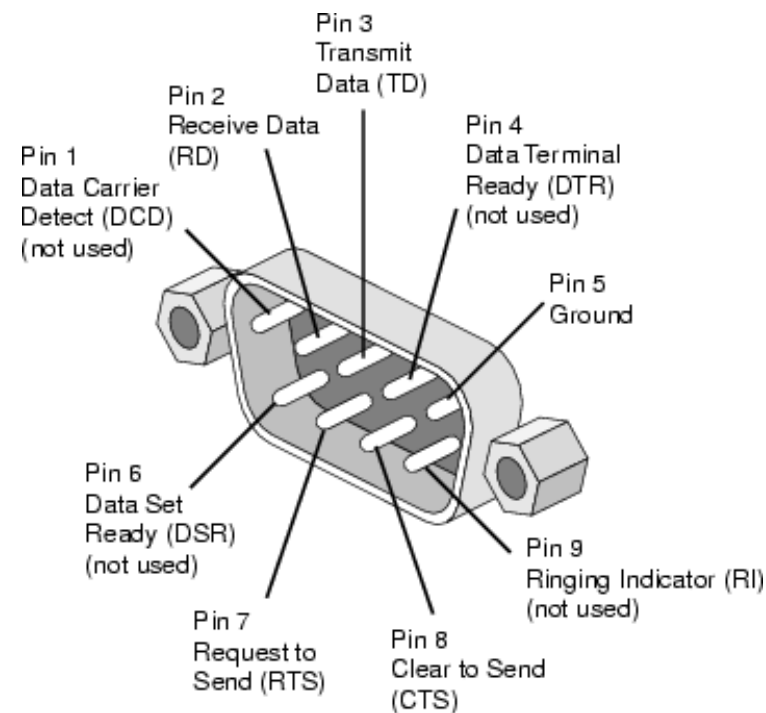 Pin 3
Transmit
Data (TD)
Pin 2
Receive Data
(RD)
Pin 4
Data Terminal
Ready (DTR)
(not used)
Pin 1
Data Carrier
Detect (DCD)
(not used)
Pin 5
Ground
Pin 6
Data Set
Ready (DSR)
(not used)
Pin 9
Ringing Indicator (RI)
(not used)
Pin 7
Request to
Send (RTS)
Pin 8
Clear to Send
(CTS)